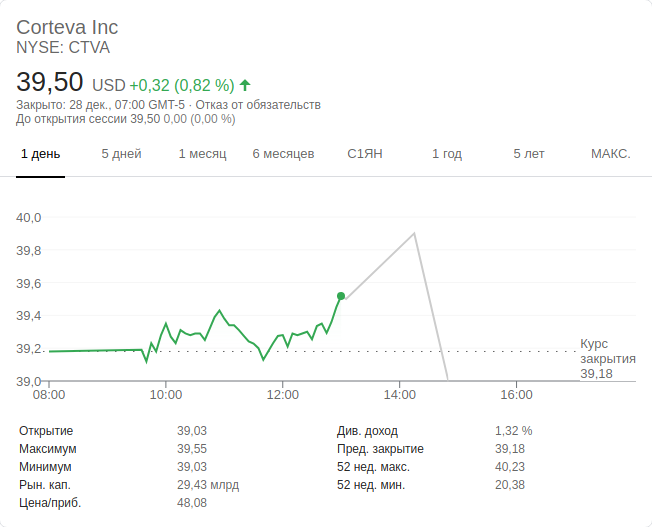 Corteva Inc
NYSE: CTVA
39,50 USD +0,32 (0,82 %)
Закрыто: 28 дек., 07:00 GMT-5 · Отказ от обязательств
До открытия сессии 39,50 0,00 (0,00 %)
1 день 5 дней 1 месяц 6 месяцев С1ЯН 1 год 5 лет МАКС.
40,0
39,8
39,6
39,4
39,2
39,0
Курс
закрытия
39,18
08:00 10:00 12:00 14:00 16:00
Открытие 39,03 Див. доход 1,32 %
Максимум 39,55 Пред. закрытие 39,18
Минимум 39,03 52 нед. макс. 40,23
Рын. кап. 29,43 млрд 52 нед. мин. 20,38
Цена/приб. 48,08